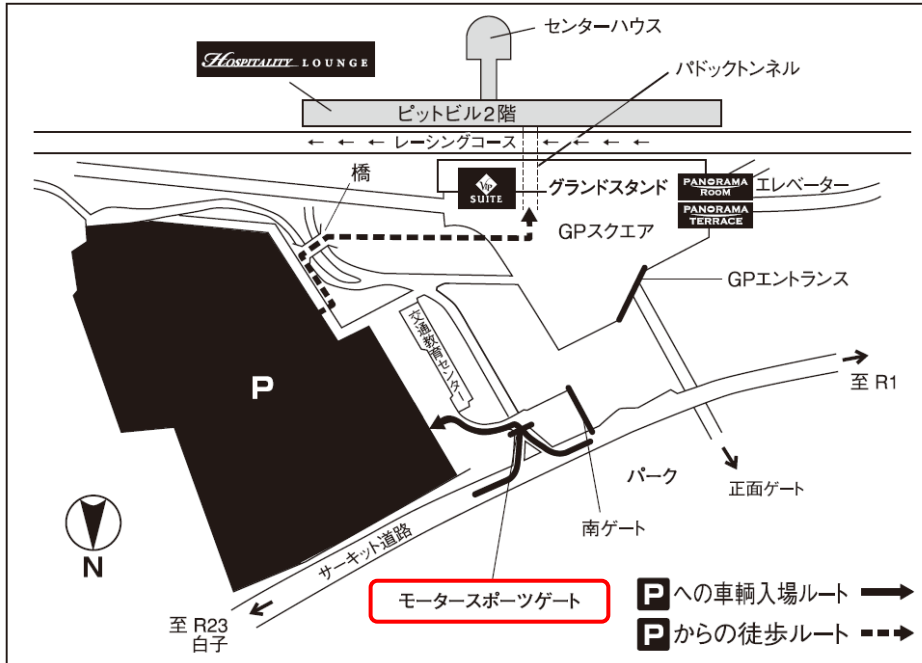 センターハウス
HOSPITALITY LOUNGE
パドックトンネル
ピットビル2階
← ← ← レーシングコース ← ← ← ← ←
橋
VIP
SUITE
グランドスタンド
PANORAMA
ROOM
エレベーター
PANORAMA
TERRACE
GPスクエア
GPエントランス
交通教育センター
P
至 R1
パーク
正面ゲート
南ゲート
N
サーキット道路
モータースポーツゲート
至 R23
白子
Pへの車輌入場ルート
Pからの徒歩ルート